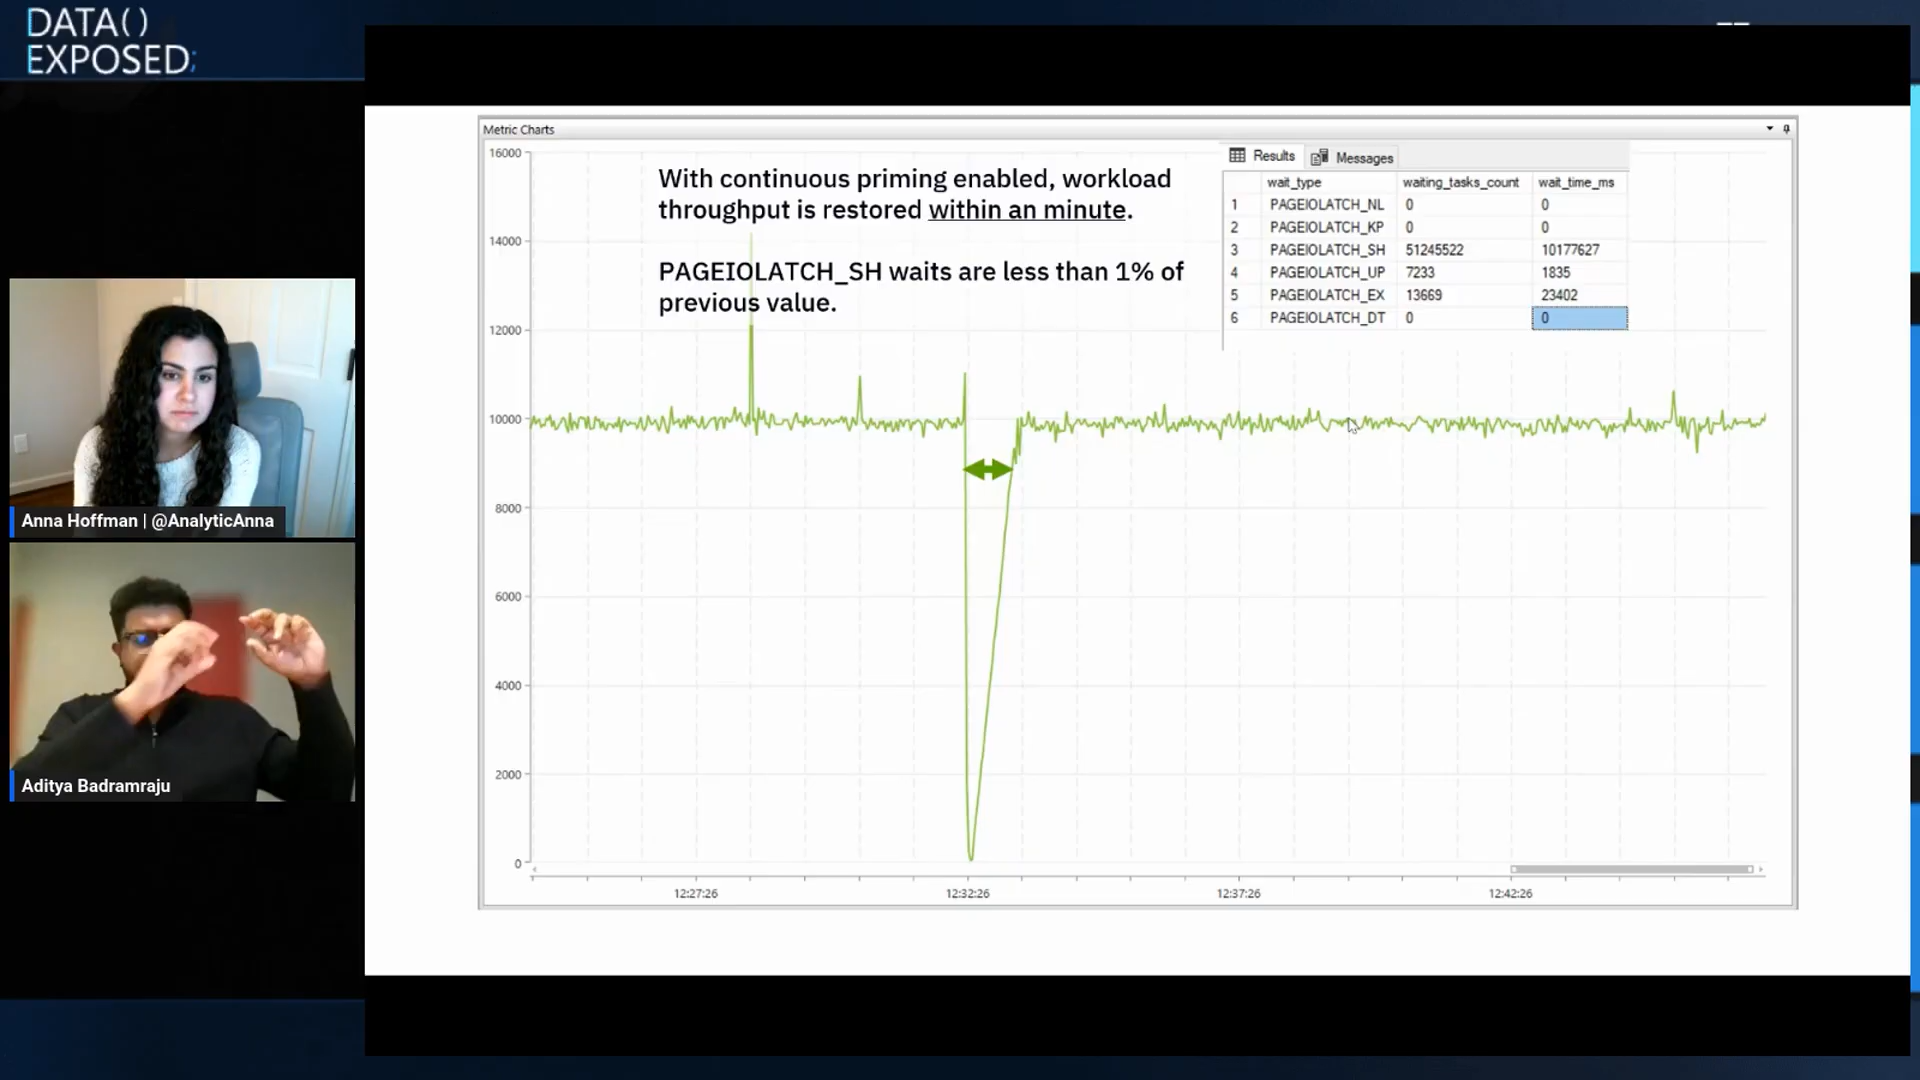 DATA()
EXPOSED;
Metric Charts
With continuous priming enabled, workload
throughput is restored within an minute.
PAGEIOLATCH_SH waits are less than 1% of
previous value.
Results Messages
wait_type waiting_tasks_count wait_time_ms
1 PAGEIOLATCH_NL 0 0
2 PAGEIOLATCH_KP 0 0
3 PAGEIOLATCH_SH 51245522 10177627
4 PAGEIOLATCH_UP 7233 1835
5 PAGEIOLATCH_EX 13669 23402
6 PAGEIOLATCH_DT 0 0
16000
14000
12000
10000
8000
6000
4000
2000
0
12:27:26 12:32:26 12:37:26 12:42:26
Anna Hoffman | @AnalyticAnna
Aditya Badramraju